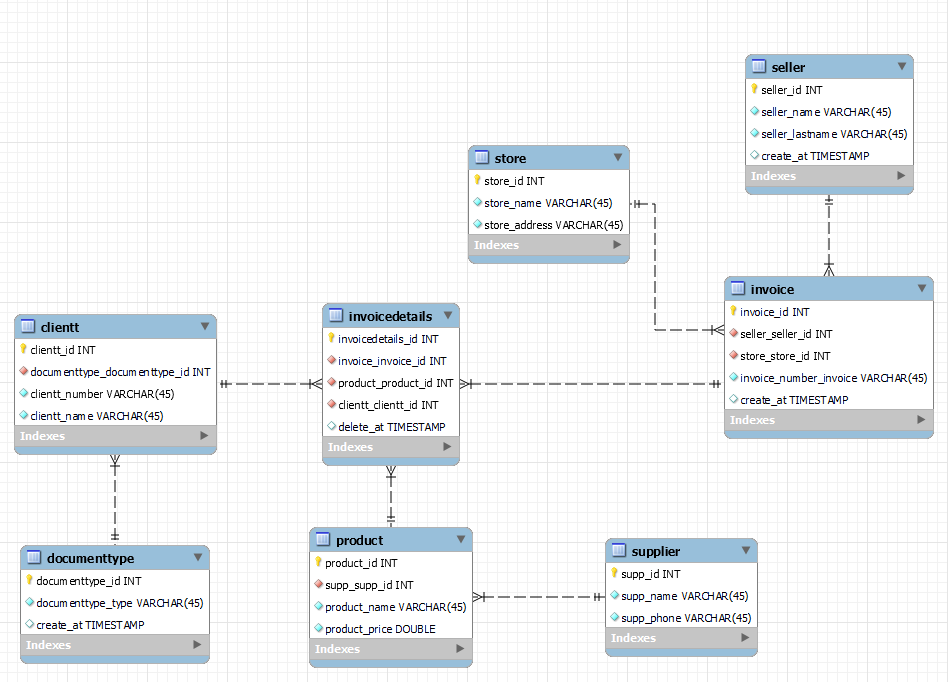 seller
seller_id INT
seller_name VARCHAR(45)
seller_lastname VARCHAR(45)
create_at TIMESTAMP
Indexes
store
store_id INT
store_name VARCHAR(45)
store_address VARCHAR(45)
Indexes
invoice
invoice_id INT
seller_seller_id INT
store_store_id INT
invoice_number_invoice VARCHAR(45)
create_at TIMESTAMP
Indexes
clientt
clientt_id INT
documenttype_documenttype_id INT
clientt_number VARCHAR(45)
clientt_name VARCHAR(45)
Indexes
invoicedetails
invoicedetails_id INT
invoice_invoice_id INT
product_product_id INT
clientt_clientt_id INT
delete_at TIMESTAMP
Indexes
documenttype
documenttype_id INT
documenttype_type VARCHAR(45)
create_at TIMESTAMP
Indexes
product
product_id INT
supp_supp_id INT
product_name VARCHAR(45)
product_price DOUBLE
Indexes
supplier
supp_id INT
supp_name VARCHAR(45)
supp_phone VARCHAR(45)
Indexes